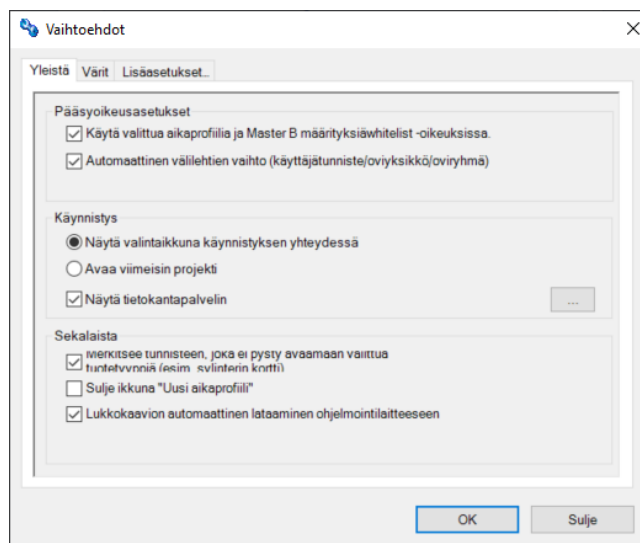 Vaihtoehdot
Yleistä Värit Lisäasetukset...
Pääsyoikeusasetukset
Käytä valittua aikaprofiilia ja Master B määrityksiäwhitelist -oikeuksissa.
Automaattinen välilehtien vaihto (käyttäjätunniste/oviyksikkö/oviryhmä)
Käynnistys
Näytä valintaikkuna käynnistyksen yhteydessä
Avaa viimeisin projekti
Näytä tietokantapalvelin
...
Sekalaista
Merkitsee tunnisteen, joka ei pysty avaamaan valittua
tuotetyyppiä (esim. sylinterin kortti)
Sulje ikkuna "Uusi aikaprofiili"
Lukkokaavion automaattinen lataaminen ohjelmointilaitteeseen
OK Sulje